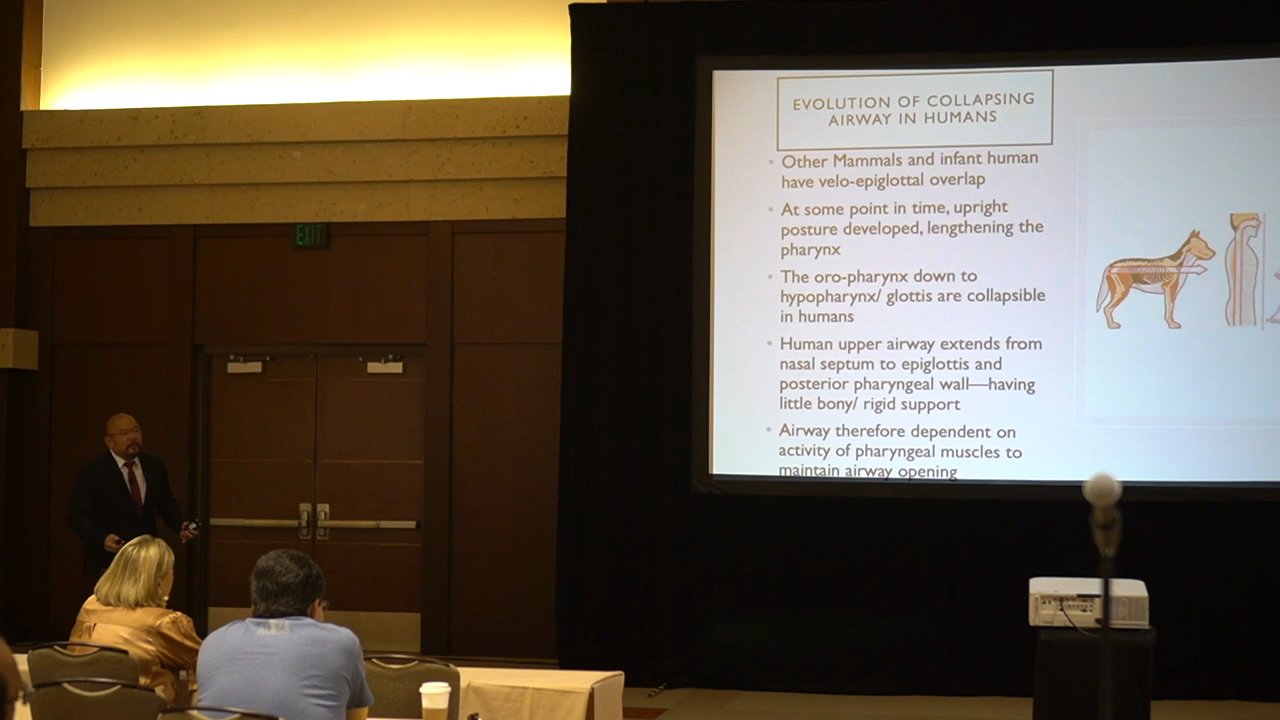 EXIT
EVOLUTION OF COLLAPSING
AIRWAY IN HUMANS
• Other Mammals and infant human
have velo-epiglottal overlap
• At some point in time, upright
posture developed, lengthening the
pharynx
• The oro-pharynx down to
hypopharynx/ glottis are collapsible
in humans
• Human upper airway extends from
nasal septum to epiglottis and
posterior pharyngeal wall—having
little bony/ rigid support
• Airway therefore dependent on
activity of pharyngeal muscles to
maintain airway opening